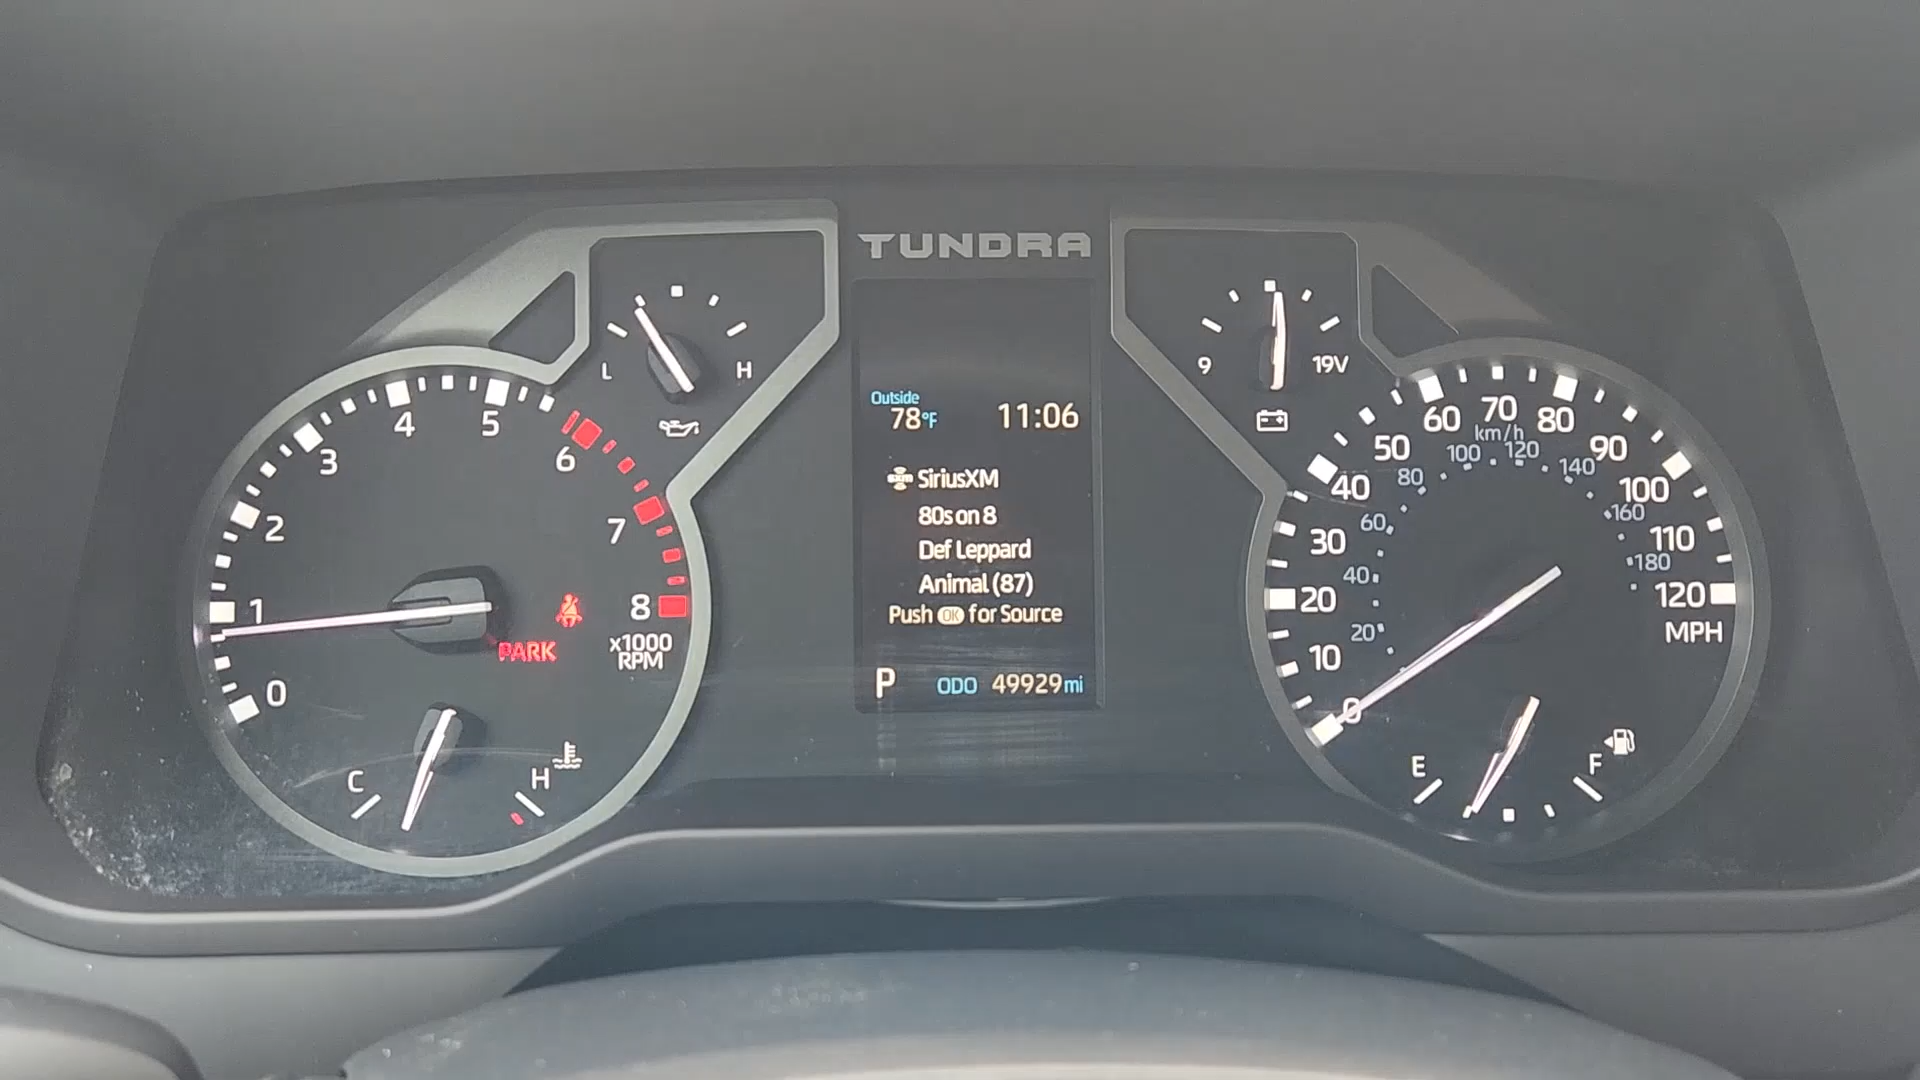 TUNDRA
L H
9 19V
0 1 2 3 4 5 6 7 8
x1000
RPM
PARK
C H
Outside
78°F 11:06
SXM SiriusXM
80s on 8
Def Leppard
Animal (87)
Push OK for Source
P ODO 49929 mi
0 10 20 30 40 50 60 70 80 90 100 110 120
MPH
km/h
20 40 60 80 100 120 140 160 180
E F